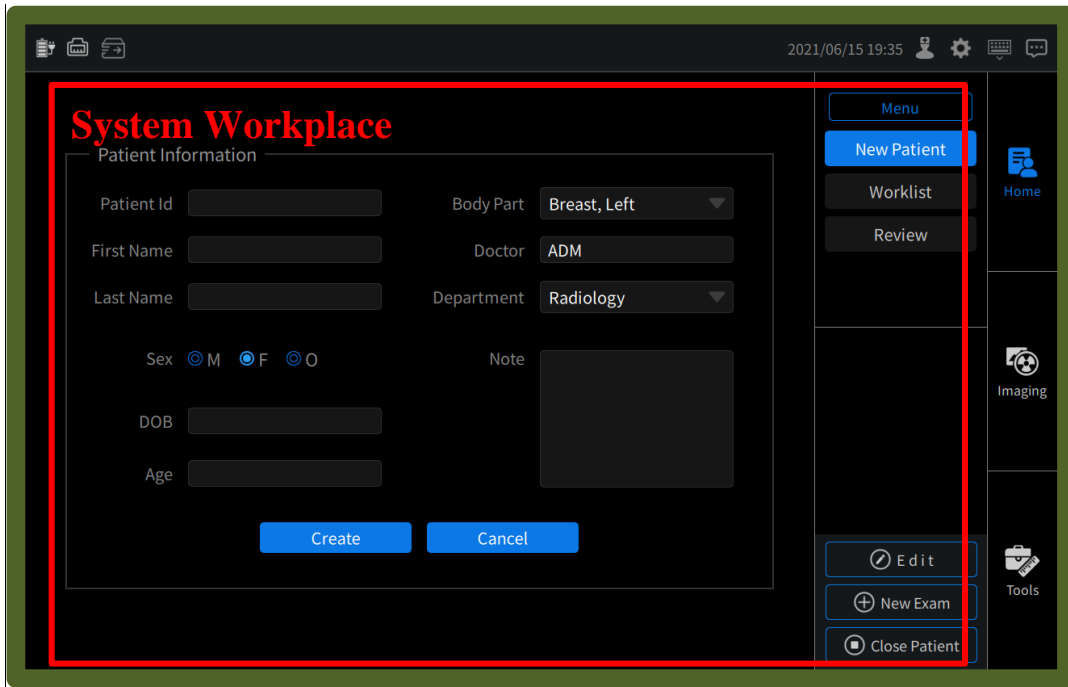 2021/06/15 19:35
System Workplace
Patient Information
Patient Id
Body Part Breast, Left
First Name
Doctor ADM
Last Name
Department Radiology
Sex M F O
Note
DOB
Age
Create Cancel
Menu
New Patient
Worklist
Review
Edit
New Exam
Close Patient
Home
Imaging
Tools